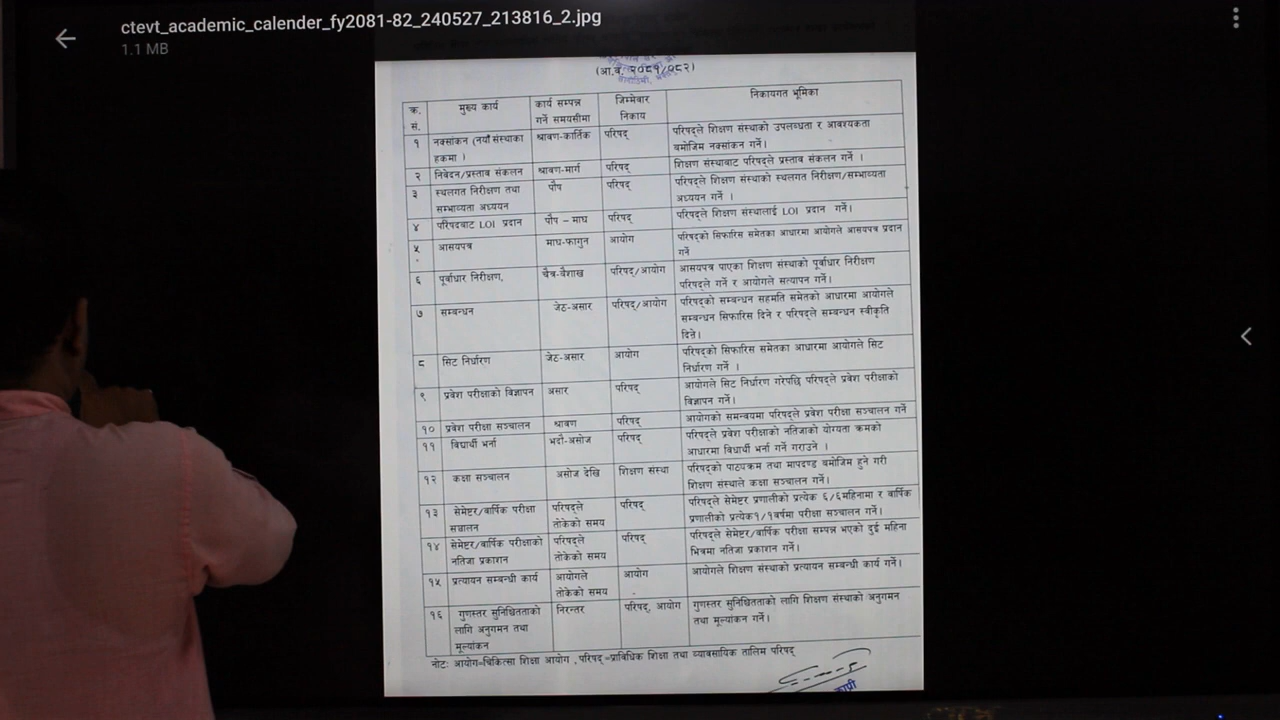 ctevt_academic_calender_fy2081-82_240527_213816_2.jpg
1.1 MB
(आ.व. २०८१/०८२)
क्र. सं. मुख्य कार्य कार्य सम्पन्न गर्ने समयसीमा जिम्मेवार निकाय निकायगत भूमिका
१ नक्सांकन (नयाँ संस्थाका हकमा ) श्रावण-कार्तिक परिषद् परिषद्ले शिक्षण संस्थाको उपलब्धता र आवश्यकता बमोजिम नक्सांकन गर्ने।
२ निवेदन/प्रस्ताव संकलन श्रावण-मार्ग परिषद् शिक्षण संस्थाबाट परिषद्ले प्रस्ताव संकलन गर्ने ।
३ स्थलगत निरीक्षण तथा सम्भाव्यता अध्ययन पौष परिषद् परिषद्ले शिक्षण संस्थाको स्थलगत निरीक्षण/सम्भाव्यता अध्ययन गर्ने ।
४ परिषदबाट LOI प्रदान पौष – माघ परिषद् परिषद्ले शिक्षण संस्थालाई LOI प्रदान गर्ने।
५ आसयपत्र माघ-फागुन आयोग परिषद्को सिफारिस समेतका आधारमा आयोगले आसयपत्र प्रदान गर्ने
६ पूर्वाधार निरीक्षण, चैत्र-बैशाख परिषद्/आयोग आसयपत्र पाएका शिक्षण संस्थाको पूर्वाधार निरीक्षण परिषद्ले गर्ने र आयोगले सत्यापन गर्ने।
७ सम्बन्धन जेठ-असार परिषद्/आयोग परिषद्को सम्बन्धन सहमति समेतको आधारमा आयोगले सम्बन्धन सिफारिस दिने र परिषद्ले सम्बन्धन स्वीकृति दिने।
८ सिट निर्धारण जेठ-असार आयोग परिषद्को सिफारिस समेतका आधारमा आयोगले सिट निर्धारण गर्ने ।
९ प्रवेश परीक्षाको विज्ञापन असार परिषद् आयोगले सिट निर्धारण गरेपछि परिषद्ले प्रवेश परीक्षाको विज्ञापन गर्ने।
१० प्रवेश परीक्षा सञ्चालन श्रावण परिषद् आयोगको समन्वयमा परिषद्ले प्रवेश परीक्षा सञ्चालन गर्ने
११ विद्यार्थी भर्ना भदौ-असोज परिषद् परिषद्ले प्रवेश परीक्षाको नतिजाको योग्यता क्रमको आधारमा विद्यार्थी भर्ना गर्ने गराउने ।
१२ कक्षा सञ्चालन असोज देखि शिक्षण संस्था परिषद्को पाठ्यक्रम तथा मापदण्ड बमोजिम हुने गरी शिक्षण संस्थाले कक्षा सञ्चालन गर्ने।
१३ सेमेष्टर/वार्षिक परीक्षा सञ्चालन परिषद्ले तोकेको समय परिषद् परिषद्ले सेमेष्टर प्रणालीको प्रत्येक ६/६महिनामा र वार्षिक प्रणालीको प्रत्येक१/१वर्षमा परीक्षा सञ्चालन गर्ने।
१४ सेमेष्टर/वार्षिक परीक्षाको नतिजा प्रकाशन परिषद्ले तोकेको समय परिषद् परिषद्ले सेमेष्टर/वार्षिक परीक्षा सम्पन्न भएको दुई महिना भित्रमा नतिजा प्रकाशन गर्ने।
१५ प्रत्यायन सम्बन्धी कार्य आयोगले तोकेको समय आयोग आयोगले शिक्षण संस्थाको प्रत्यायन सम्बन्धी कार्य गर्ने।
१६ गुणस्तर सुनिश्चितताको लागि अनुगमन तथा मूल्यांकन निरन्तर परिषद्, आयोग गुणस्तर सुनिश्चितताको लागि शिक्षण संस्थाको अनुगमन तथा मूल्यांकन गर्ने।
नोटः आयोग=चिकित्सा शिक्षा आयोग , परिषद् =प्राविधिक शिक्षा तथा व्यावसायिक तालिम परिषद्